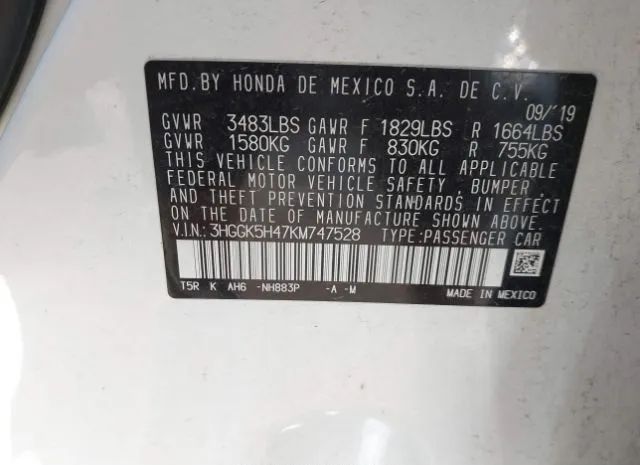 MFD. BY HONDA DE MEXICO S.A. DE C.V.
09/'19
GVWR 3483LBS GAWR F 1829LBS R 1664LBS
GVWR 1580KG GAWR F 830KG R 755KG
THIS VEHICLE CONFORMS TO ALL APPLICABLE
FEDERAL MOTOR VEHICLE SAFETY, BUMPER,
AND THEFT PREVENTION STANDARDS IN EFFECT
ON THE DATE OF MANUFACTURE SHOWN ABOVE.
V.I.N.: 3HGGK5H47KM747528 TYPE:PASSENGER CAR
T5R K AH6 -NH883P -A -M MADE IN MEXICO